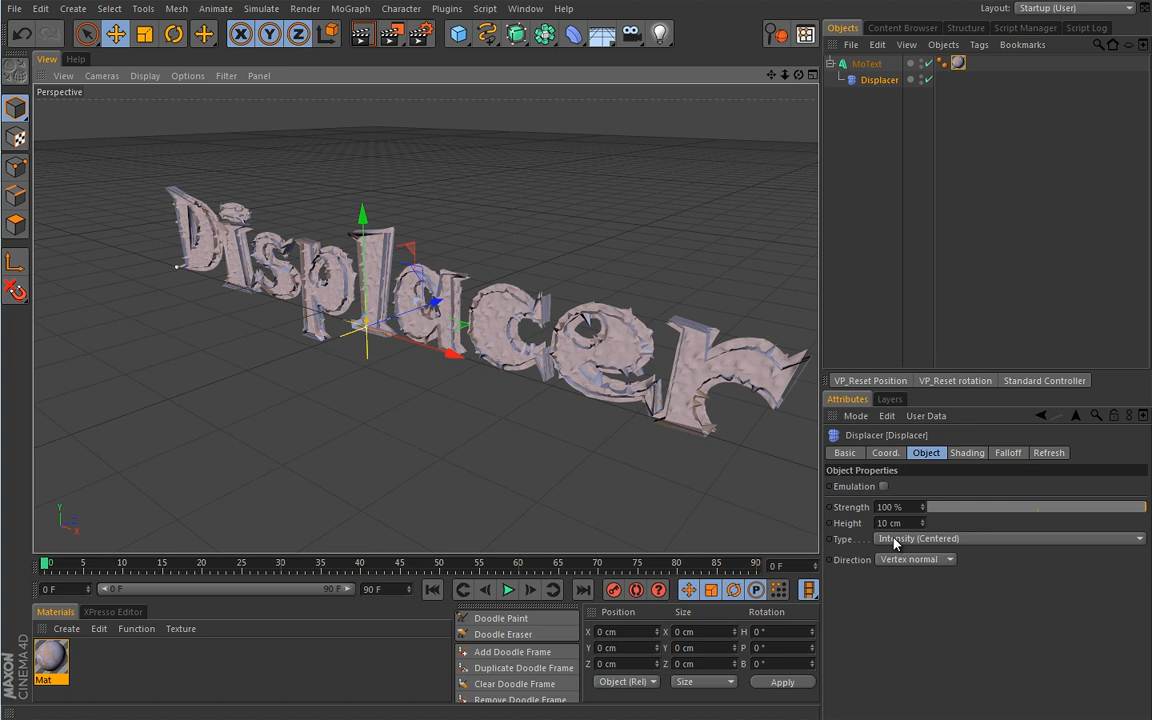 File Edit Create Select Tools Mesh Animate Simulate Render MoGraph Character Plugins Script Window Help Layout: Startup (User)
Objects Content Browser Structure Script Manager Script Log
File Edit View Objects Tags Bookmarks
View Help
View Cameras Display Options Filter Panel
MoText
Displacer
Perspective
Displacer
Y
Z
X
VP_Reset Position VP_Reset rotation Standard Controller
Attributes Layers
Mode Edit User Data
Displacer [Displacer]
Basic Coord. Object Shading Falloff Refresh
Object Properties
Emulation
Strength 100 %
Height 10 cm
Type . . . . Intensity (Centered)
Direction Vertex normal
0 5 10 15 20 25 30 35 40 45 50 55 60 65 70 75 80 85 90 0 F
0 F 0 F 90 F 90 F
Materials XPresso Editor
Create Edit Function Texture
Mat
Doodle Paint
Doodle Eraser
Add Doodle Frame
Duplicate Doodle Frame
Clear Doodle Frame
Remove Doodle Frame
Position Size Rotation
X 0 cm X 0 cm H 0 °
Y 0 cm Y 0 cm P 0 °
Z 0 cm Z 0 cm B 0 °
Object (Rel) Size Apply
MAXON
CINEMA 4D